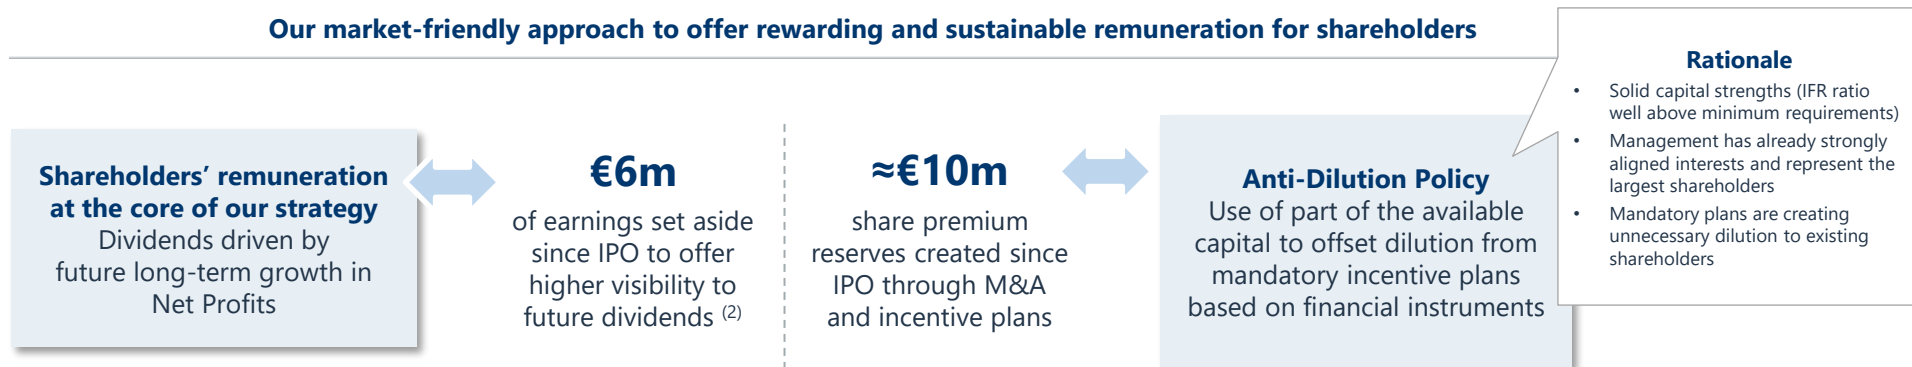 Our market-friendly approach to offer rewarding and sustainable remuneration for shareholders
Shareholders’ remuneration
at the core of our strategy
Dividends driven by
future long-term growth in
Net Profits
€6m
of earnings set aside
since IPO to offer
higher visibility to
future dividends (2)
≈€10m
share premium
reserves created since
IPO through M&A
and incentive plans
Anti-Dilution Policy
Use of part of the available
capital to offset dilution from
mandatory incentive plans
based on financial instruments
Rationale
• Solid capital strengths (IFR ratio
well above minimum requirements)
• Management has already strongly
aligned interests and represent the
largest shareholders
• Mandatory plans are creating
unnecessary dilution to existing
shareholders